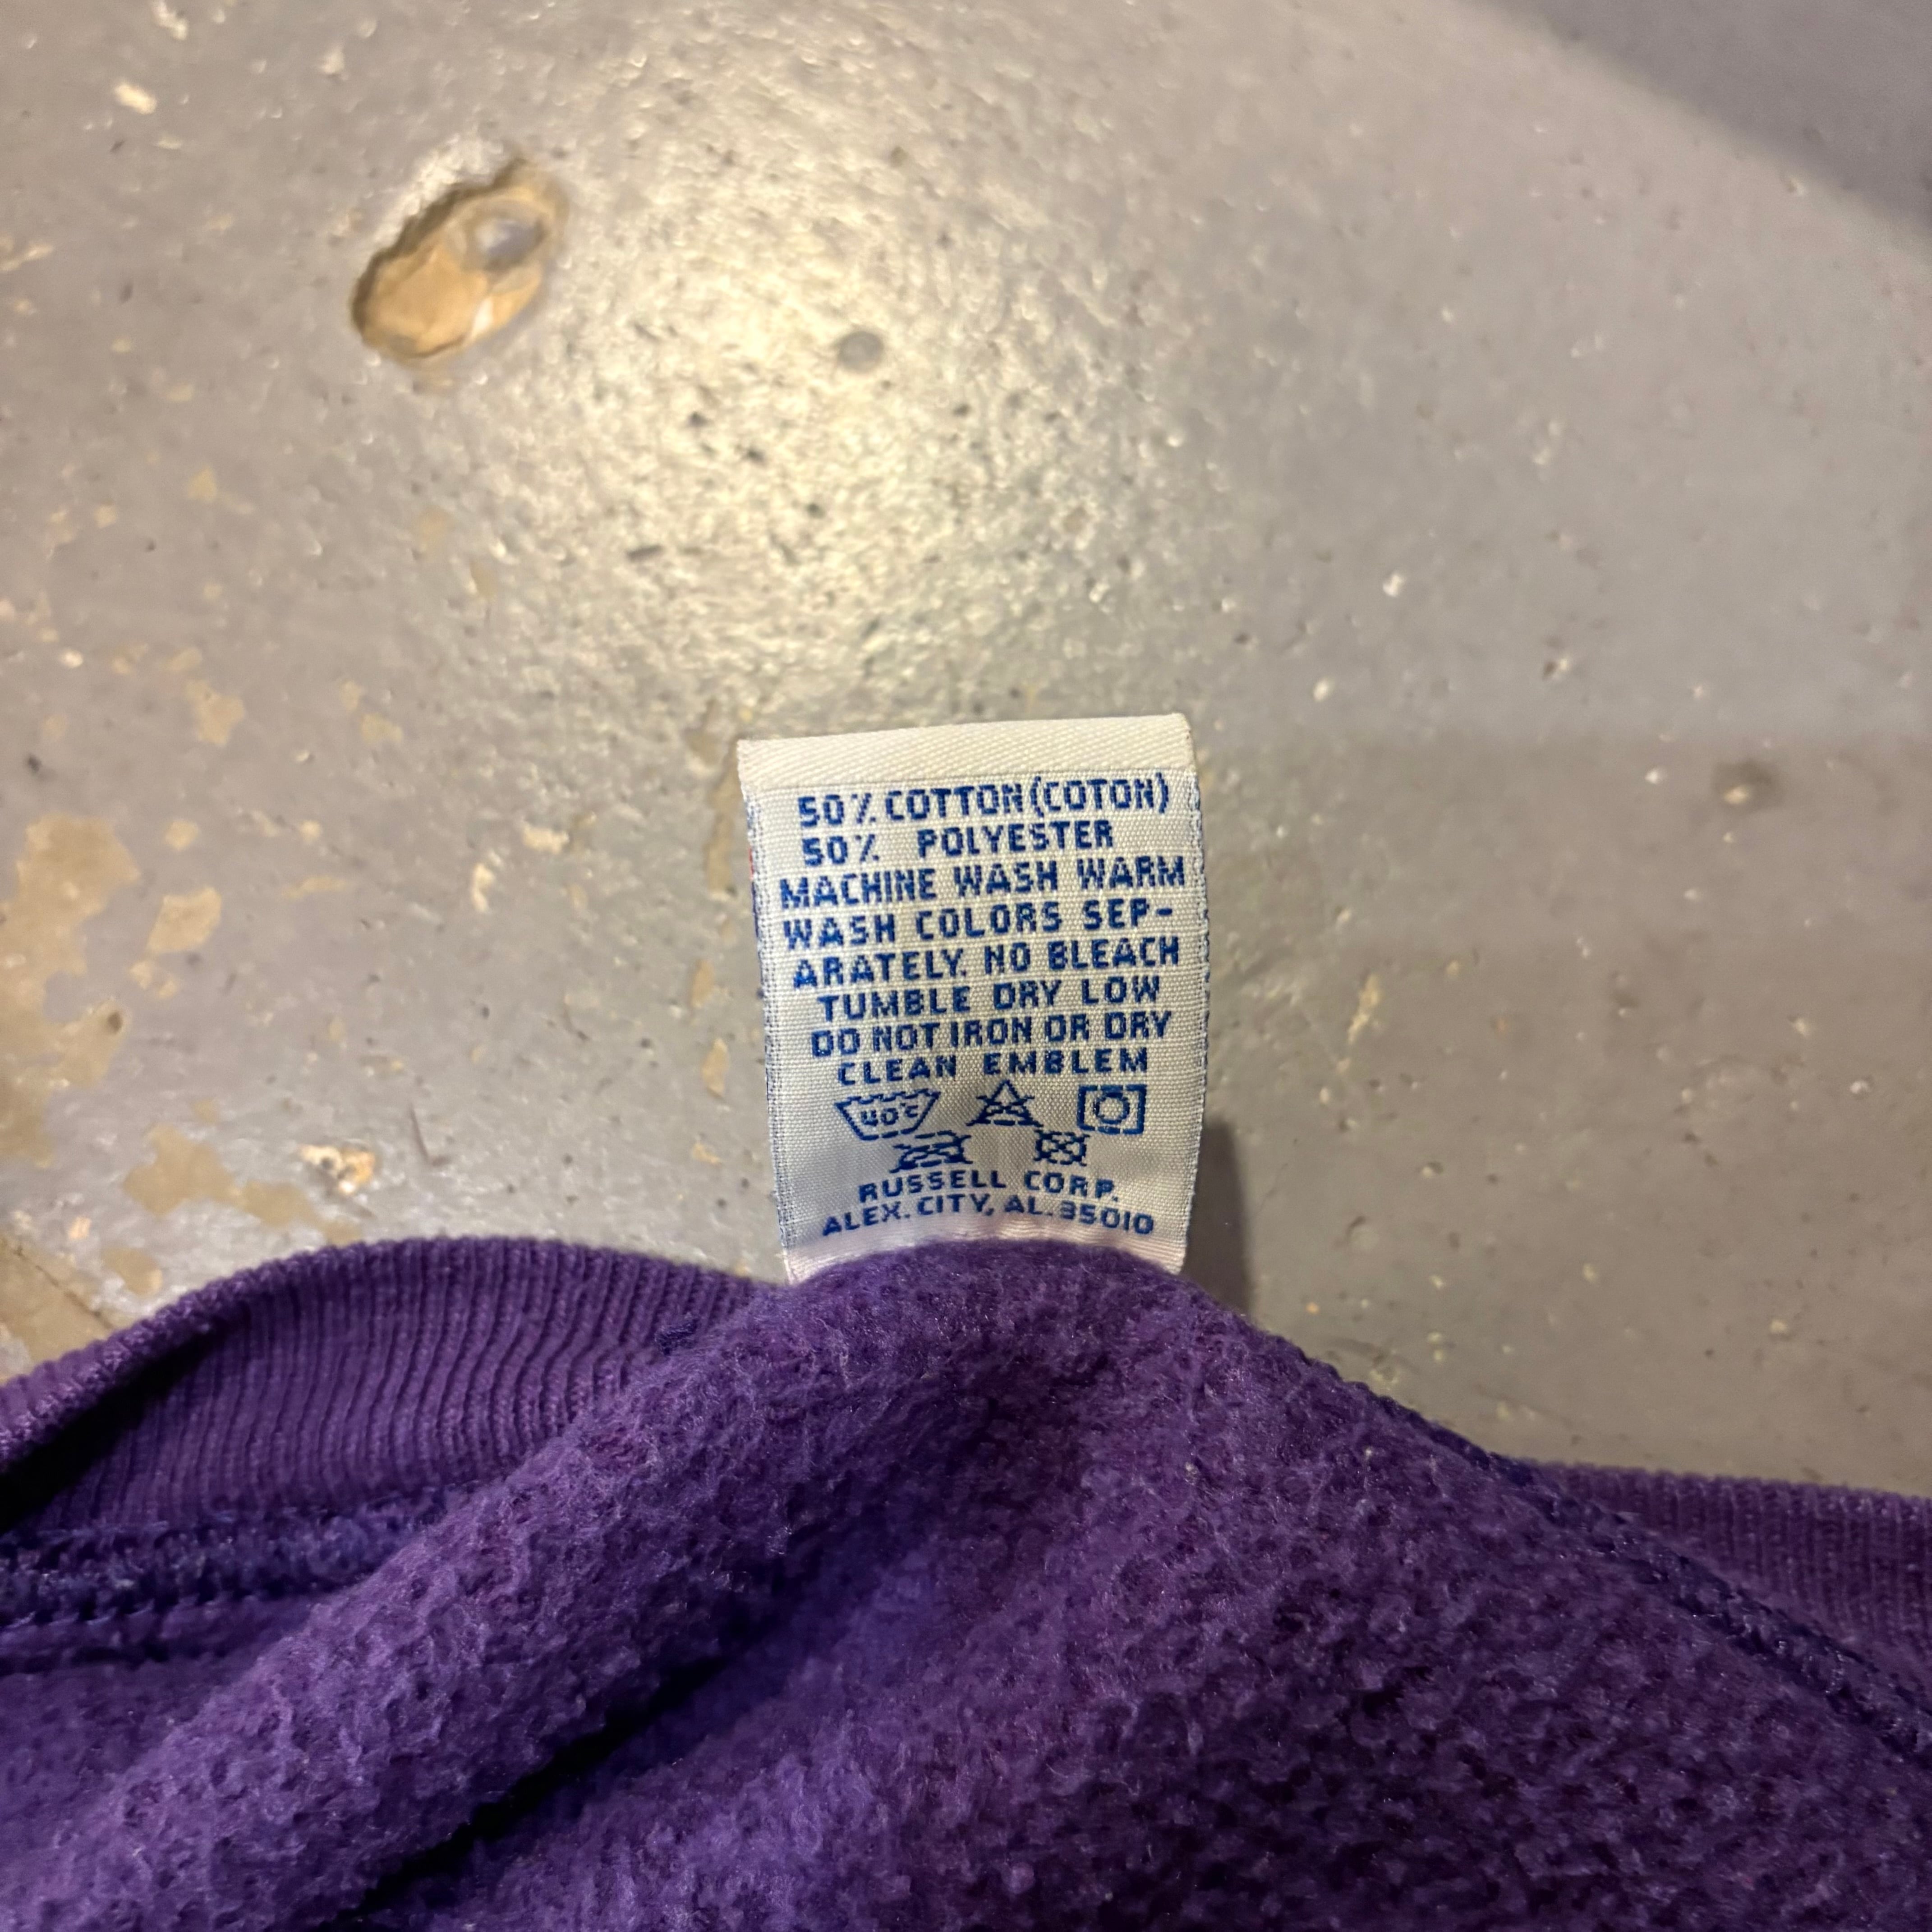 50% COTTON (COTON)
50% POLYESTER
MACHINE WASH WARM
WASH COLORS SEP-
ARATELY. NO BLEACH
TUMBLE DRY LOW
DO NOT IRON OR DRY
CLEAN EMBLEM
40°C
RUSSELL CORP.
ALEX. CITY, AL. 35010